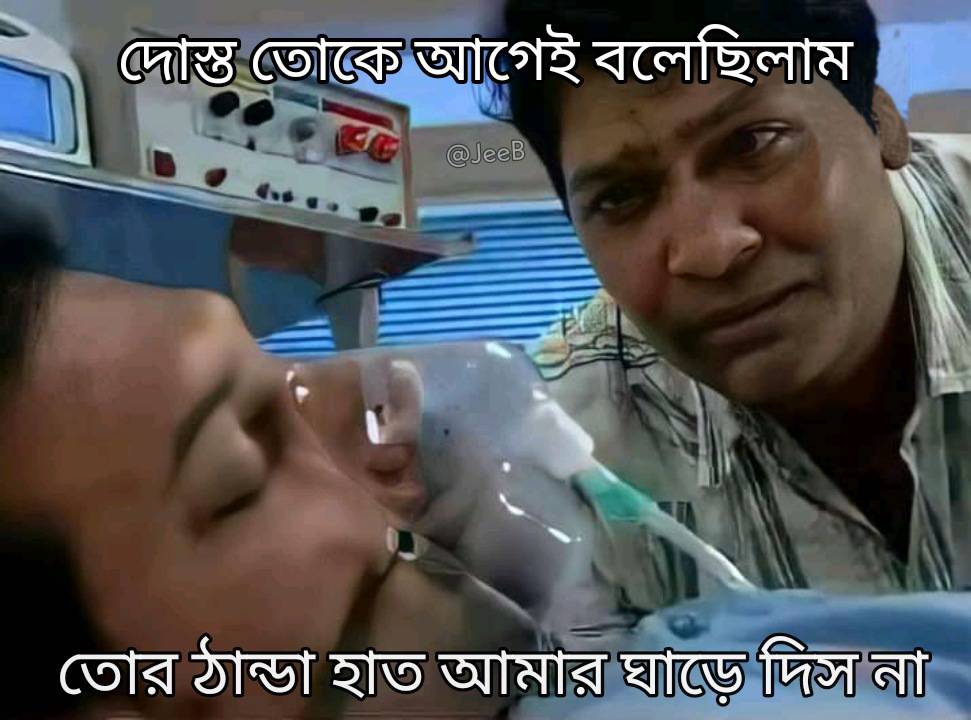 দোস্ত তোকে আগেই বলেছিলাম
@JeeB
তোর ঠান্ডা হাত আমার ঘাড়ে দিস না